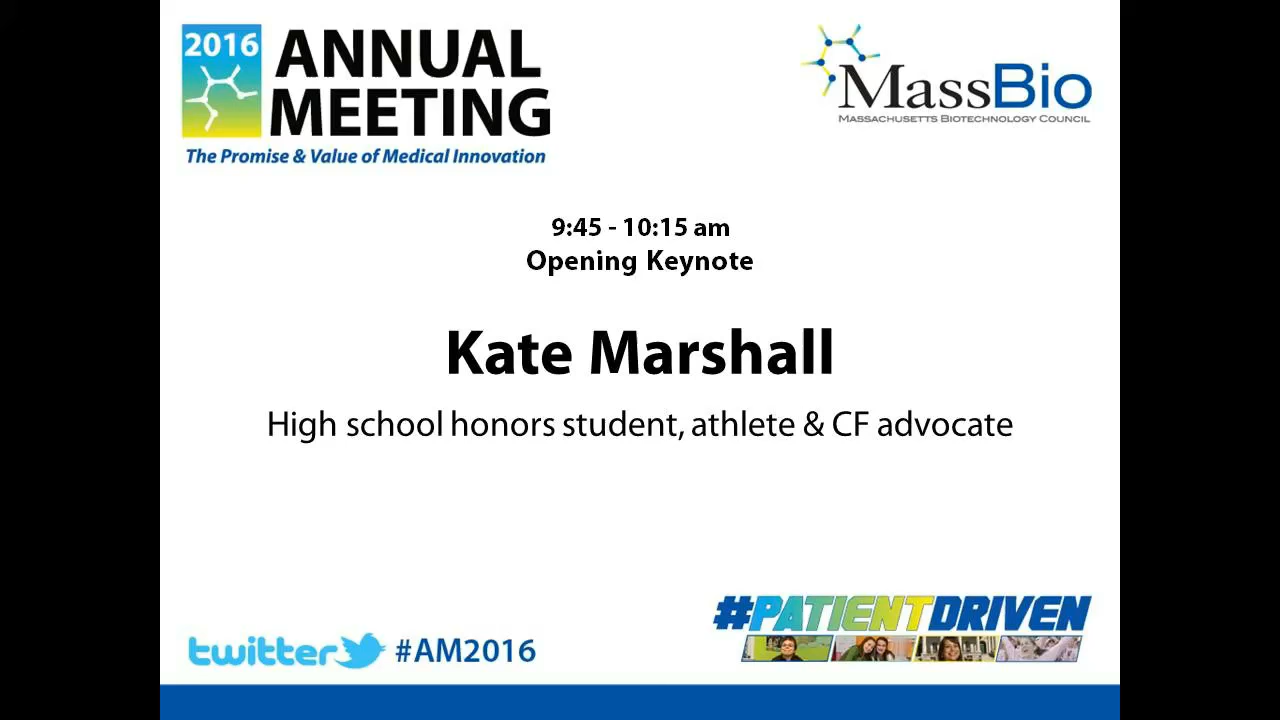 2016
ANNUAL
MEETING
The Promise & Value of Medical Innovation
MassBio
MASSACHUSETTS BIOTECHNOLOGY COUNCIL
9:45 - 10:15 am
Opening Keynote
Kate Marshall
High school honors student, athlete & CF advocate
twitter #AM2016
#PATIENTDRIVEN